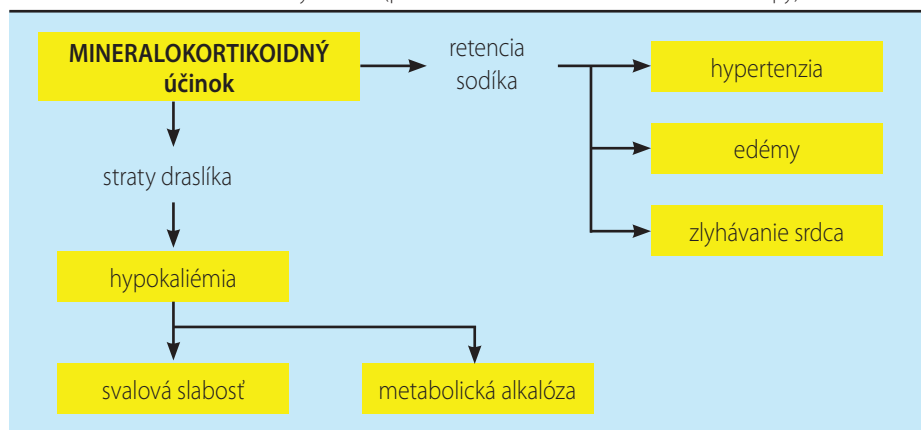 MINERALOKORTIKOIDNÝ
účinok
retencia
sodíka
hypertenzia
edémy
zlyhávanie srdca
straty draslíka
hypokaliémia
svalová slabosť
metabolická alkalóza